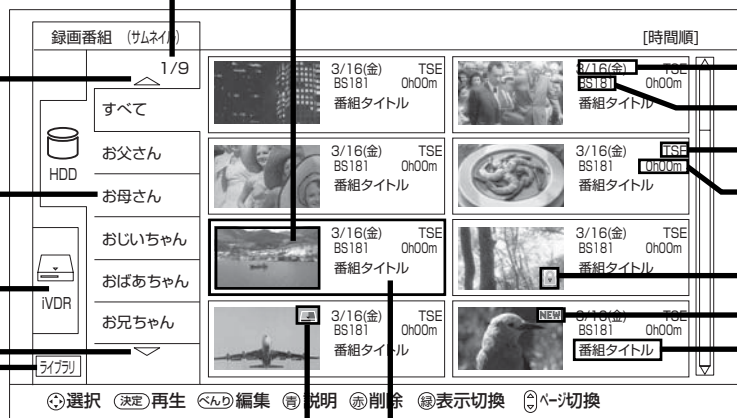 録画番組 (サムネイル)
[時間順]
1/9
すべて
お父さん
お母さん
おじいちゃん
おばあちゃん
お兄ちゃん
HDD
iVDR
ライブラリ
3/16(金) TSE
BS181 0h00m
番組タイトル
3/16(金) TSE
BS181 0h00m
番組タイトル
3/16(金) TSE
BS181 0h00m
番組タイトル
3/16(金) TSE
BS181 0h00m
番組タイトル
3/16(金) TSE
BS181 0h00m
番組タイトル
3/16(金) TSE
BS181 0h00m
番組タイトル
3/16(金) TSE
BS181 0h00m
番組タイトル
NEW
3/16(金) TSE
BS181 0h00m
番組タイトル
選択 決定 再生 べんり 編集 青 説明 赤 削除 緑 表示切換 ページ切換